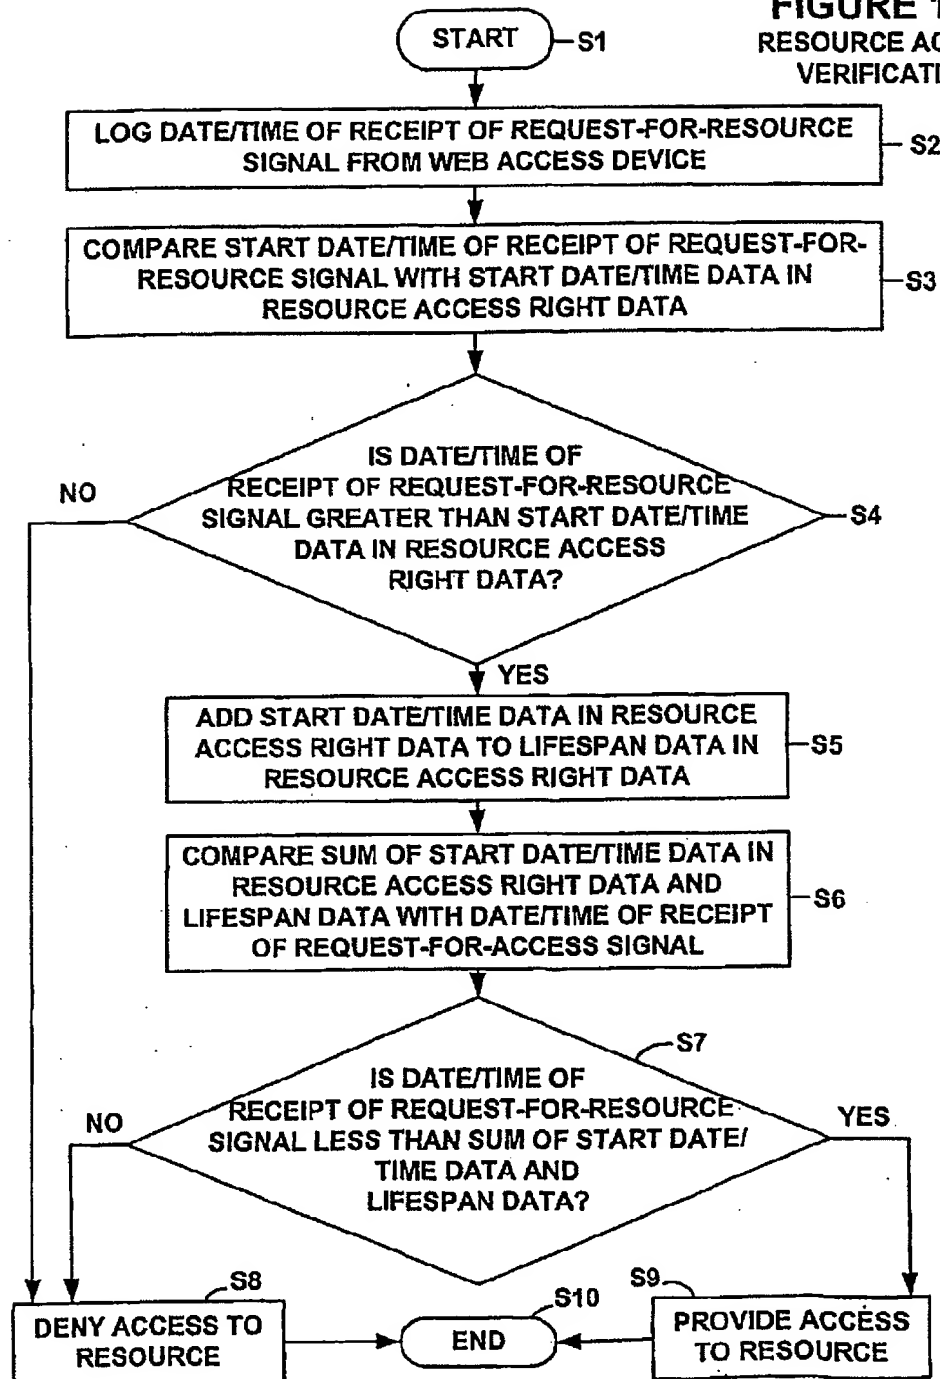 FIGURE 1
RESOURCE AC
VERIFICATI
START
S1
LOG DATE/TIME OF RECEIPT OF REQUEST-FOR-RESOURCE
SIGNAL FROM WEB ACCESS DEVICE
S2
COMPARE START DATE/TIME OF RECEIPT OF REQUEST-FOR-
RESOURCE SIGNAL WITH START DATE/TIME DATA IN
RESOURCE ACCESS RIGHT DATA
S3
IS DATE/TIME OF
RECEIPT OF REQUEST-FOR-RESOURCE
SIGNAL GREATER THAN START DATE/TIME
DATA IN RESOURCE ACCESS
RIGHT DATA?
NO
S4
YES
ADD START DATE/TIME DATA IN RESOURCE
ACCESS RIGHT DATA TO LIFESPAN DATA IN
RESOURCE ACCESS RIGHT DATA
S5
COMPARE SUM OF START DATE/TIME DATA IN
RESOURCE ACCESS RIGHT DATA AND
LIFESPAN DATA WITH DATE/TIME OF RECEIPT
OF REQUEST-FOR-ACCESS SIGNAL
S6
S7
IS DATE/TIME OF
RECEIPT OF REQUEST-FOR-RESOURCE
SIGNAL LESS THAN SUM OF START DATE/
TIME DATA AND
LIFESPAN DATA?
NO
YES
S8
DENY ACCESS TO
RESOURCE
S10
END
S9
PROVIDE ACCESS
TO RESOURCE